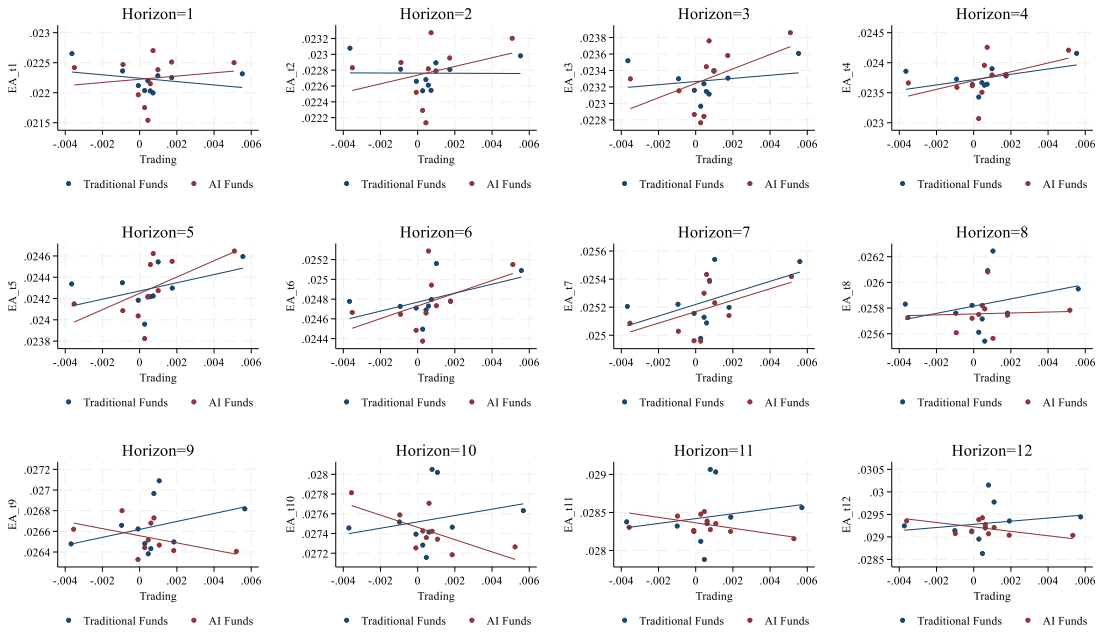 Horizon=1
EA_t1
.023
.0225
.022
.0215
-.004 -.002 0 .002 .004 .006
Trading
Traditional Funds AI Funds
Horizon=2
EA_t2
.0232
.023
.0228
.0226
.0224
.0222
-.004 -.002 0 .002 .004 .006
Trading
Traditional Funds AI Funds
Horizon=3
EA_t3
.0238
.0236
.0234
.0232
.023
.0228
-.004 -.002 0 .002 .004 .006
Trading
Traditional Funds AI Funds
Horizon=4
EA_t4
.0245
.024
.0235
.023
-.004 -.002 0 .002 .004 .006
Trading
Traditional Funds AI Funds
Horizon=5
EA_t5
.0246
.0244
.0242
.024
.0238
-.004 -.002 0 .002 .004 .006
Trading
Traditional Funds AI Funds
Horizon=6
EA_t6
.0252
.025
.0248
.0246
.0244
-.004 -.002 0 .002 .004 .006
Trading
Traditional Funds AI Funds
Horizon=7
EA_t7
.0256
.0254
.0252
.025
-.004 -.002 0 .002 .004 .006
Trading
Traditional Funds AI Funds
Horizon=8
EA_t8
.0262
.026
.0258
.0256
-.004 -.002 0 .002 .004 .006
Trading
Traditional Funds AI Funds
Horizon=9
EA_t9
.0272
.027
.0268
.0266
.0264
-.004 -.002 0 .002 .004 .006
Trading
Traditional Funds AI Funds
Horizon=10
EA_t10
.028
.0278
.0276
.0274
.0272
-.004 -.002 0 .002 .004 .006
Trading
Traditional Funds AI Funds
Horizon=11
EA_t11
.029
.0285
.028
-.004 -.002 0 .002 .004 .006
Trading
Traditional Funds AI Funds
Horizon=12
EA_t12
.0305
.03
.0295
.029
.0285
-.004 -.002 0 .002 .004 .006
Trading
Traditional Funds AI Funds